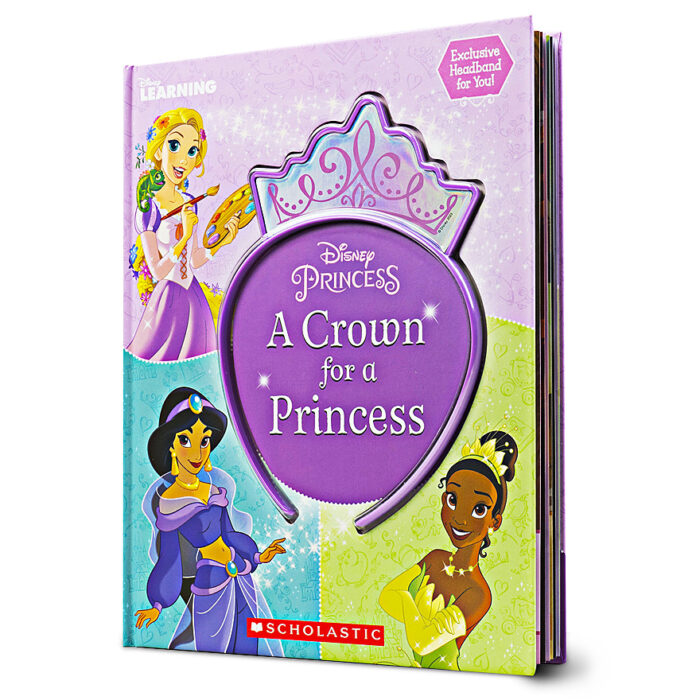 Disney
LEARNING
Exclusive
Headband
for You!
Disney
PRINCESS
A Crown
for a
Princess
SCHOLASTIC